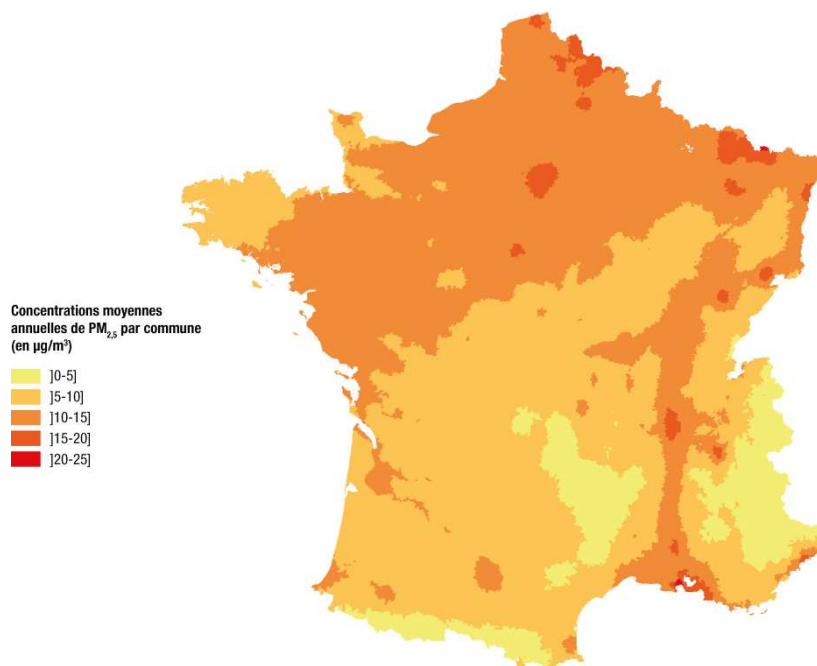 Concentrations moyennes
annuelles de PM2,5 par commune
(en µg/m³)
]0-5]
]5-10]
]10-15]
]15-20]
]20-25]